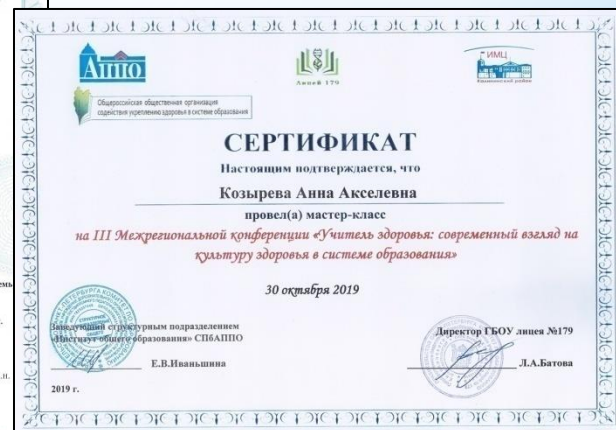 АППО
Лицей 179
ИМЦ
Общероссийская общественная организация
содействия укреплению здоровья в системе образования
СЕРТИФИКАТ
Настоящим подтверждается, что
Козырева Анна Акселевна
провел(а) мастер-класс
на III Межрегиональной конференции «Учитель здоровья: современный взгляд на
культуру здоровья в системе образования»
30 октября 2019
Заведующий структурным подразделением
«Институт общего образования» СПбАППО
Е.В.Иваньшина
Директор ГБОУ лицея №179
Л.А.Батова
2019 г.